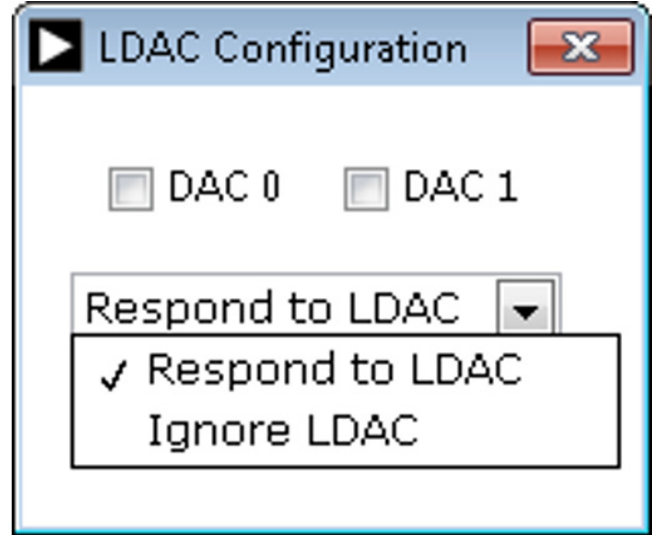 LDAC Configuration
DAC 0 DAC 1
Respond to LDAC
Respond to LDAC
Ignore LDAC